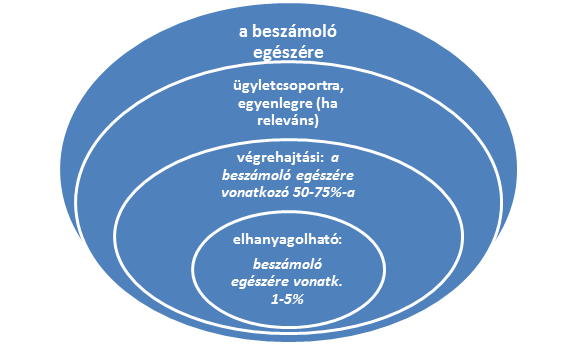 a beszámoló
egészére
ügyletcsoportra,
egyenlegre (ha
releváns)
végrehajtási: a
beszámoló egészére
vonatkozó 50-75%-a
elhanyagolható:
beszámoló
egészére vonatk.
1-5%